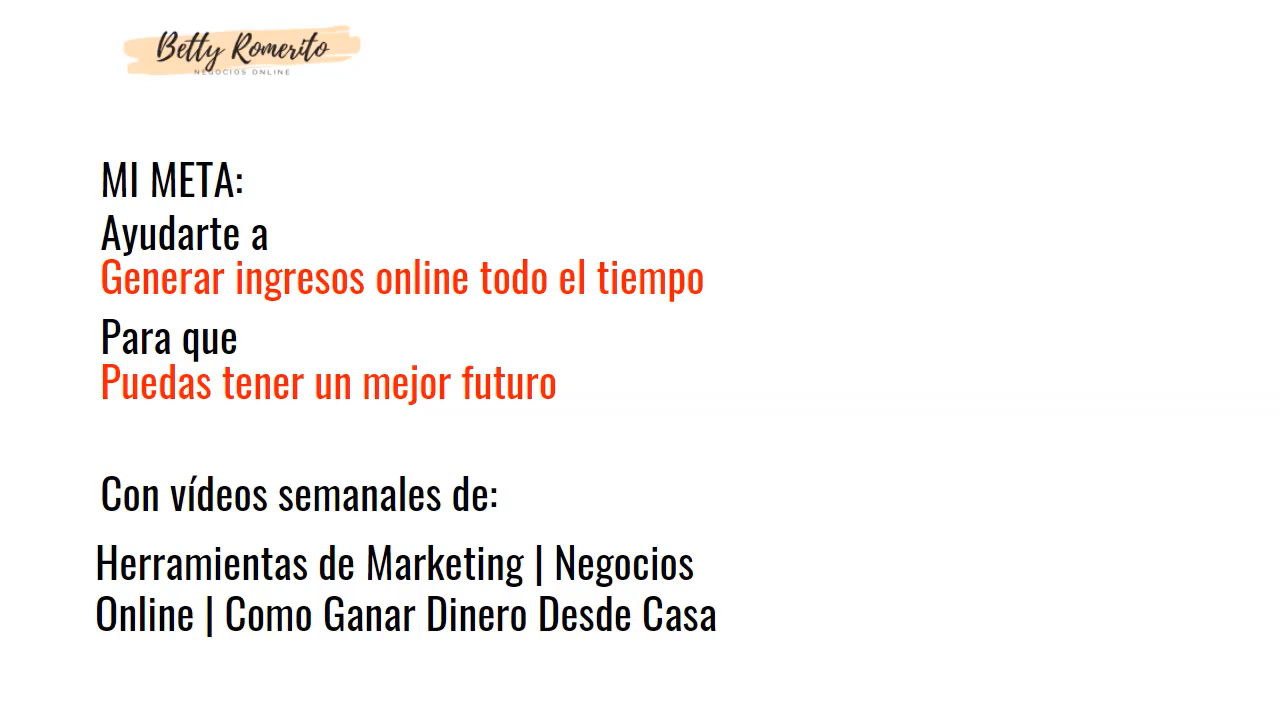 Betty Romerito
NEGOCIOS ONLINE
MI META:
Ayudarte a
Generar ingresos online todo el tiempo
Para que
Puedas tener un mejor futuro
Con vídeos semanales de:
Herramientas de Marketing | Negocios
Online | Como Ganar Dinero Desde Casa